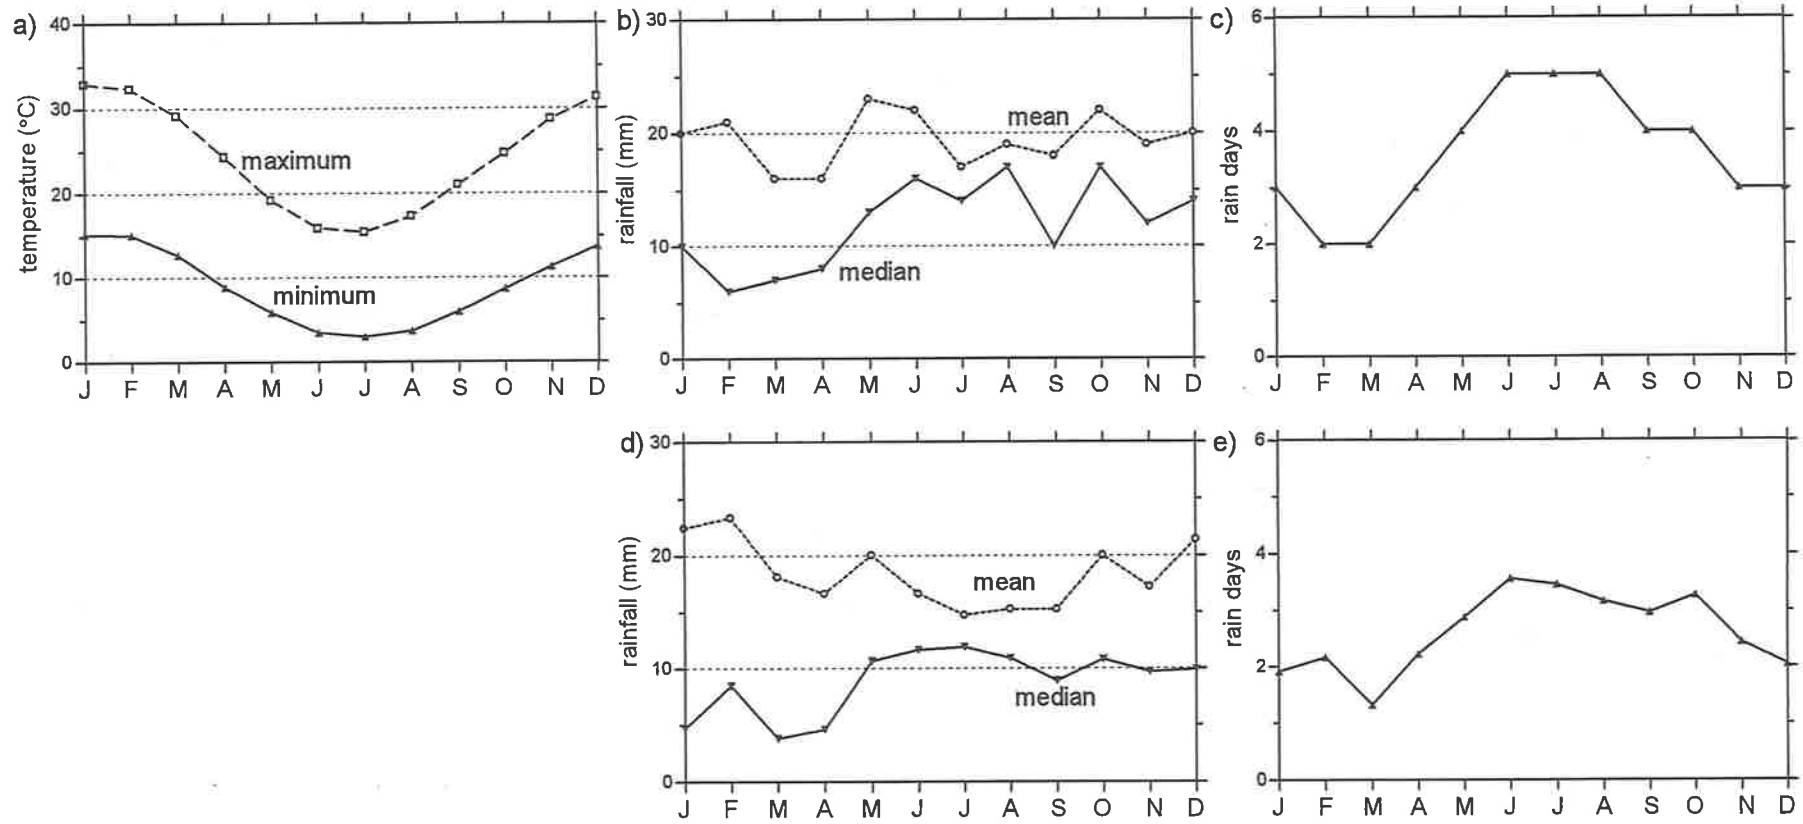 a)
temperature (°C)
40
30
20
10
0
maximum
minimum
J F M A M J J A S O N D
b)
rainfall (mm)
30
20
10
0
mean
median
J F M A M J J A S O N D
c)
rain days
6
4
2
0
J F M A M J J A S O N D
d)
rainfall (mm)
30
20
10
0
mean
median
J F M A M J J A S O N D
e)
rain days
6
4
2
0
J F M A M J J A S O N D